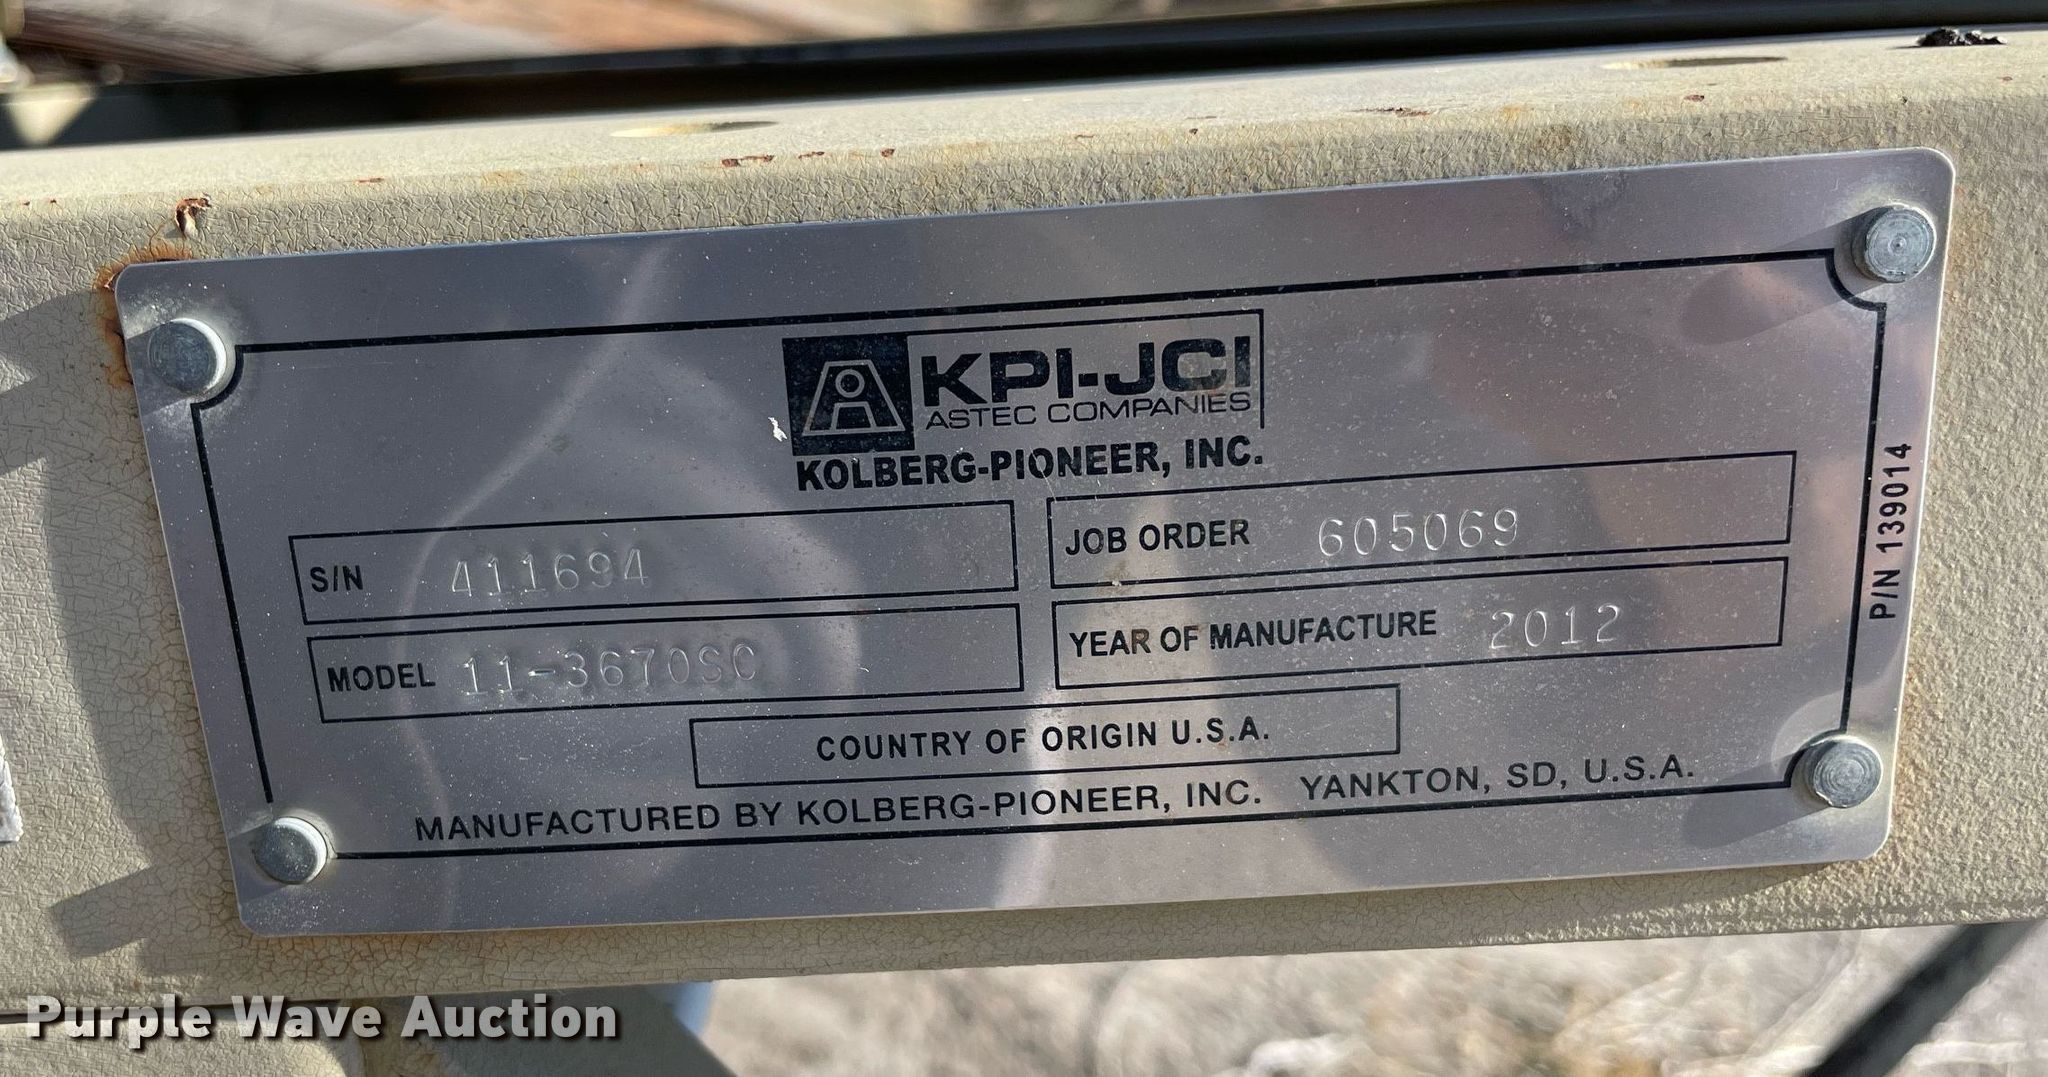 KPI-JCI
ASTEC COMPANIES
KOLBERG-PIONEER, INC.
S/N 411694
JOB ORDER 605069
MODEL 11-3670SC
YEAR OF MANUFACTURE 2012
COUNTRY OF ORIGIN U.S.A.
MANUFACTURED BY KOLBERG-PIONEER, INC. YANKTON, SD, U.S.A.
P/N 139014
Purple Wave Auction